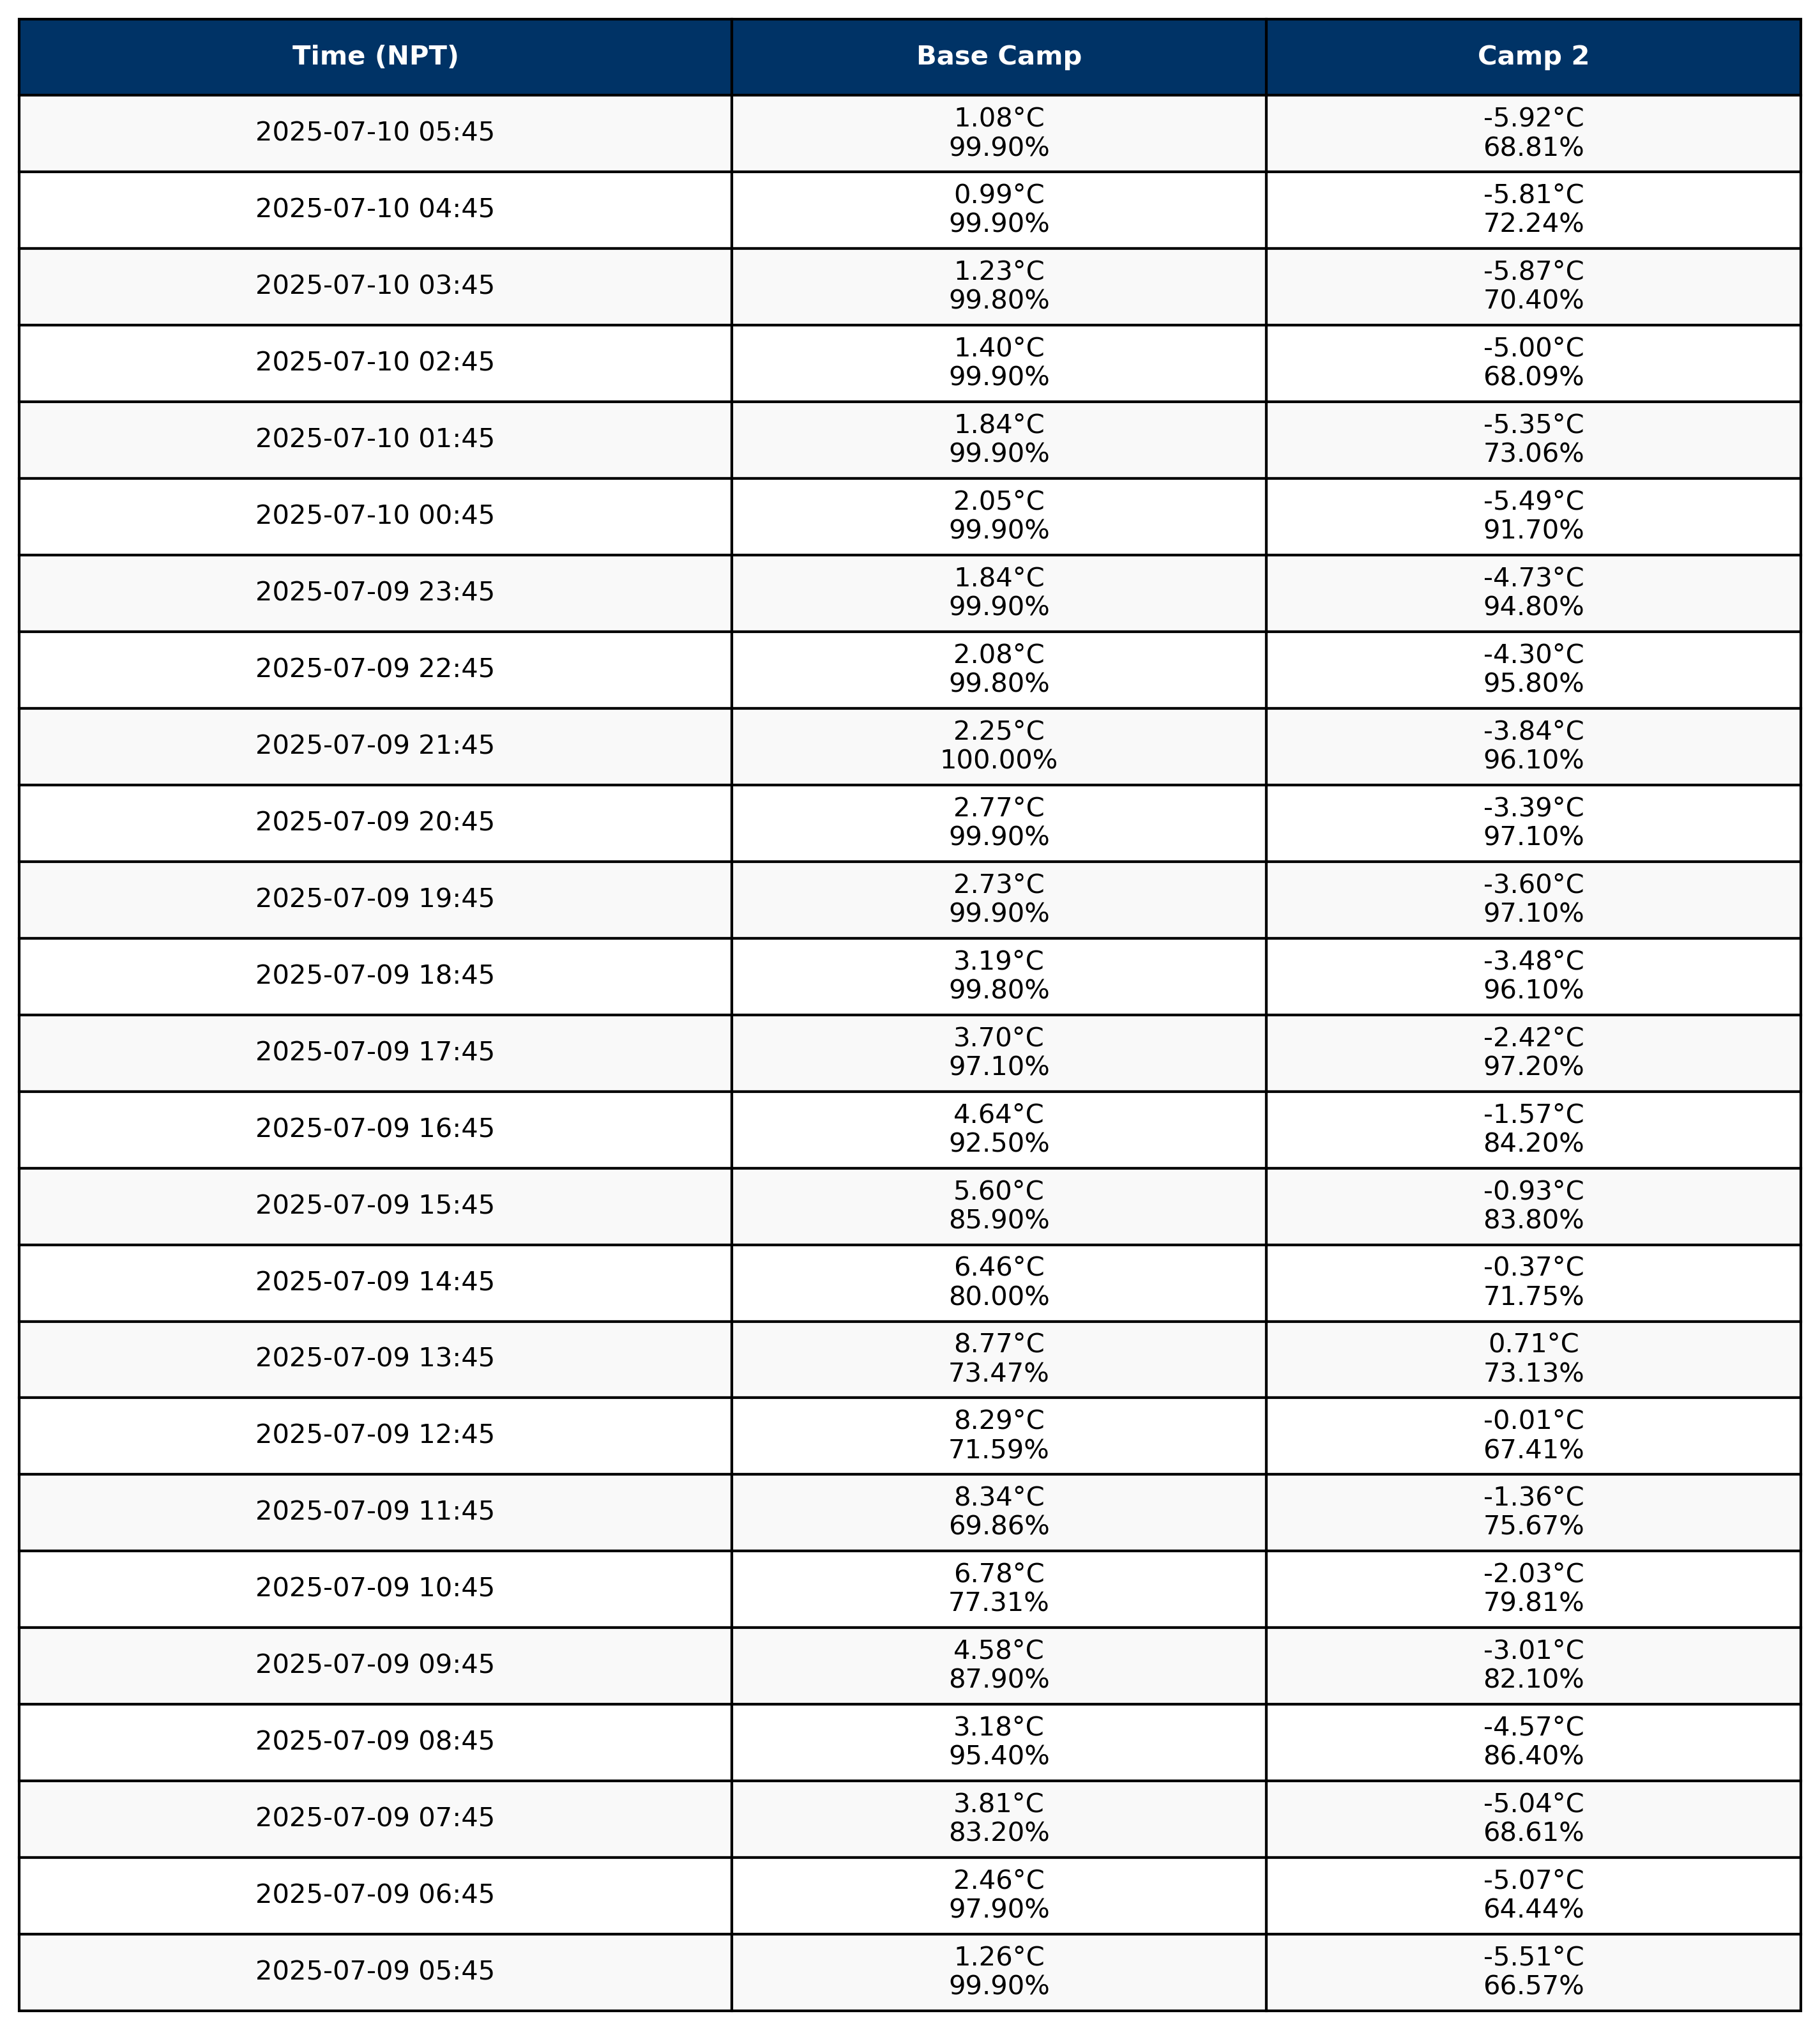 Time (NPT) Base Camp Camp 2
2025-07-10 05:45
1.08°C
99.90%
-5.92°C
68.81%
2025-07-10 04:45
0.99°C
99.90%
-5.81°C
72.24%
2025-07-10 03:45
1.23°C
99.80%
-5.87°C
70.40%
2025-07-10 02:45
1.40°C
99.90%
-5.00°C
68.09%
2025-07-10 01:45
1.84°C
99.90%
-5.35°C
73.06%
2025-07-10 00:45
2.05°C
99.90%
-5.49°C
91.70%
2025-07-09 23:45
1.84°C
99.90%
-4.73°C
94.80%
2025-07-09 22:45
2.08°C
99.80%
-4.30°C
95.80%
2025-07-09 21:45
2.25°C
100.00%
-3.84°C
96.10%
2025-07-09 20:45
2.77°C
99.90%
-3.39°C
97.10%
2025-07-09 19:45
2.73°C
99.90%
-3.60°C
97.10%
2025-07-09 18:45
3.19°C
99.80%
-3.48°C
96.10%
2025-07-09 17:45
3.70°C
97.10%
-2.42°C
97.20%
2025-07-09 16:45
4.64°C
92.50%
-1.57°C
84.20%
2025-07-09 15:45
5.60°C
85.90%
-0.93°C
83.80%
2025-07-09 14:45
6.46°C
80.00%
-0.37°C
71.75%
2025-07-09 13:45
8.77°C
73.47%
0.71°C
73.13%
2025-07-09 12:45
8.29°C
71.59%
-0.01°C
67.41%
2025-07-09 11:45
8.34°C
69.86%
-1.36°C
75.67%
2025-07-09 10:45
6.78°C
77.31%
-2.03°C
79.81%
2025-07-09 09:45
4.58°C
87.90%
-3.01°C
82.10%
2025-07-09 08:45
3.18°C
95.40%
-4.57°C
86.40%
2025-07-09 07:45
3.81°C
83.20%
-5.04°C
68.61%
2025-07-09 06:45
2.46°C
97.90%
-5.07°C
64.44%
2025-07-09 05:45
1.26°C
99.90%
-5.51°C
66.57%